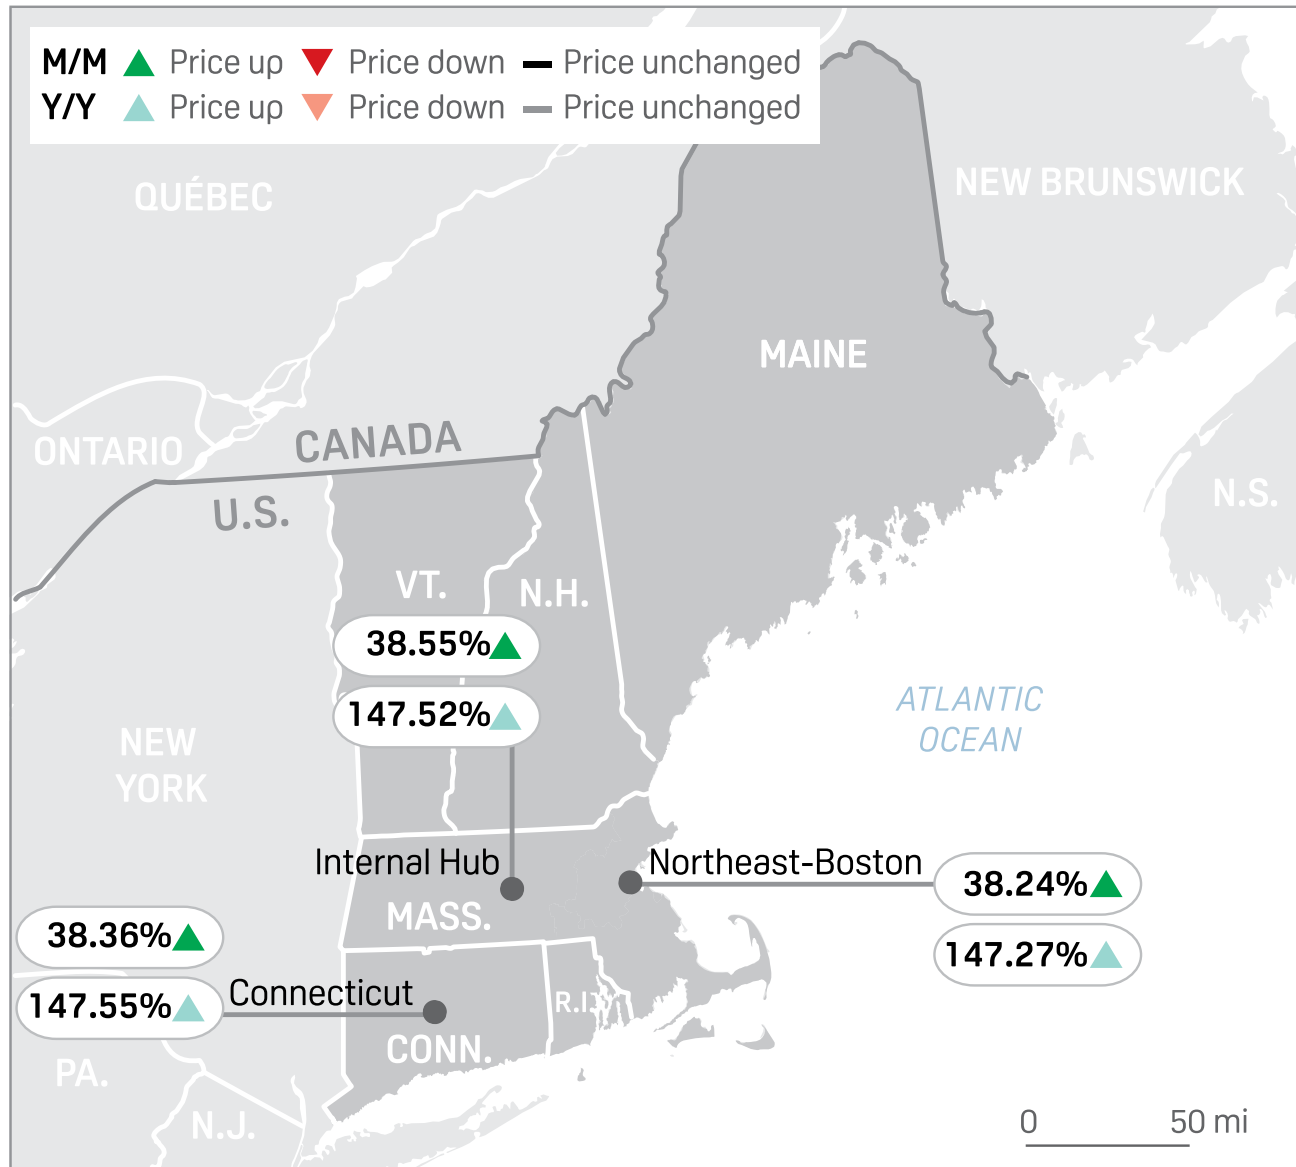 M/M Price up Price down Price unchanged
Y/Y Price up Price down Price unchanged
QUÉBEC
NEW BRUNSWICK
MAINE
ONTARIO
CANADA
U.S.
N.S.
VT.
N.H.
38.55%
147.52%
ATLANTIC
OCEAN
NEW
YORK
Internal Hub
Northeast-Boston
38.24%
147.27%
MASS.
38.36%
147.55%
Connecticut
R.I.
CONN.
PA.
N.J.
0 50 mi